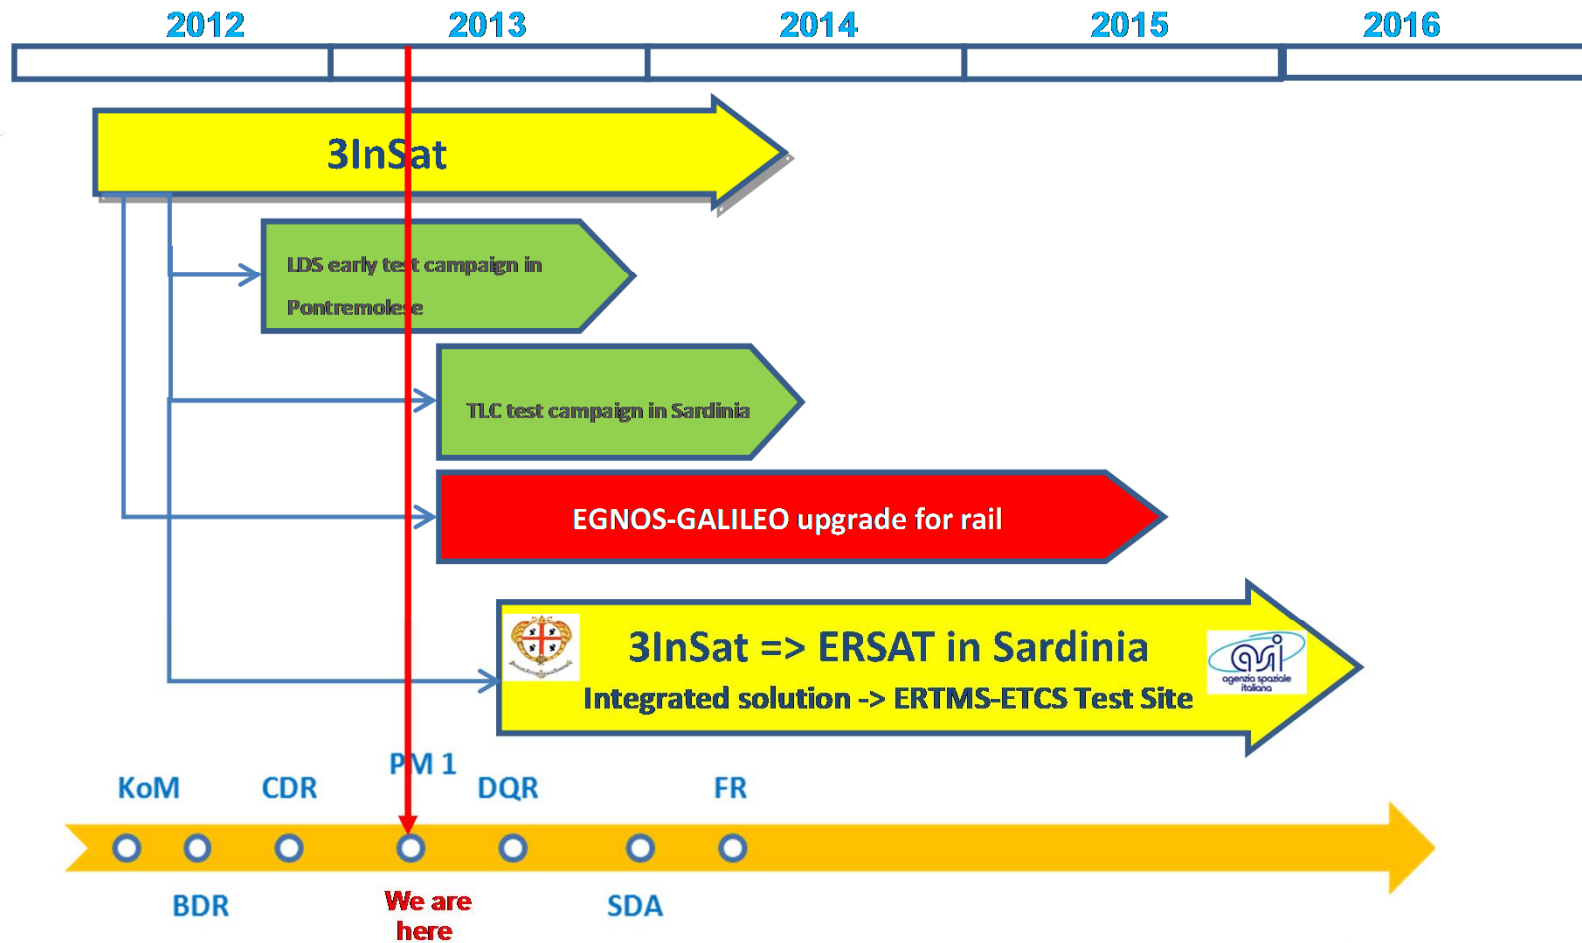 2012 2013 2014 2015 2016
3InSat
LDS early test campaign in
Pontremolese
TLC test campaign in Sardinia
EGNOS-GALILEO upgrade for rail
3InSat => ERSAT in Sardinia
Integrated solution -> ERTMS-ETCS Test Site
asi
agenzia spaziale
italiana
PM 1
KoM CDR DQR FR
BDR SDA
We are
here